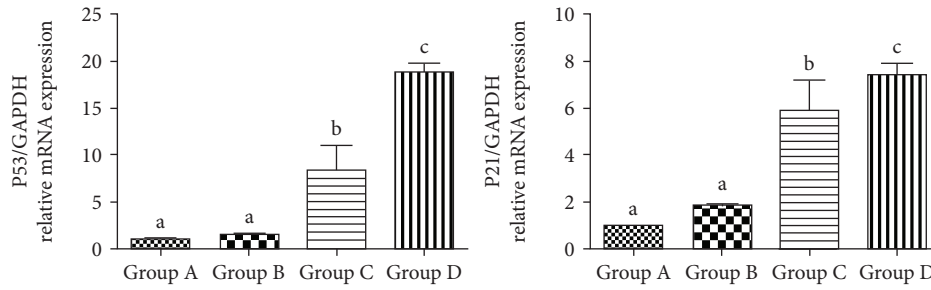 P53/GAPDH
relative mRNA expression
25
20
15
10
5
0
a
a
b
c
Group A
Group B
Group C
Group D
P21/GAPDH
relative mRNA expression
10
8
6
4
2
0
a
a
b
c
Group A
Group B
Group C
Group D